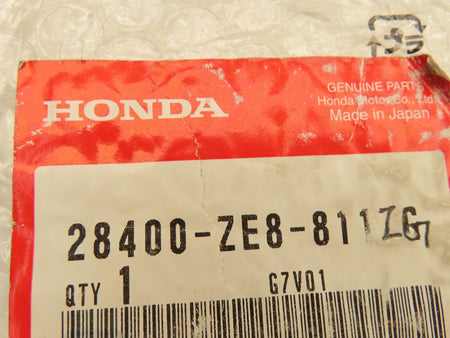 HONDA
GENUINE PARTS
Honda Motor Co., Ltd.
Made in Japan
28400-ZE8-811ZG
QTY 1 G7V01